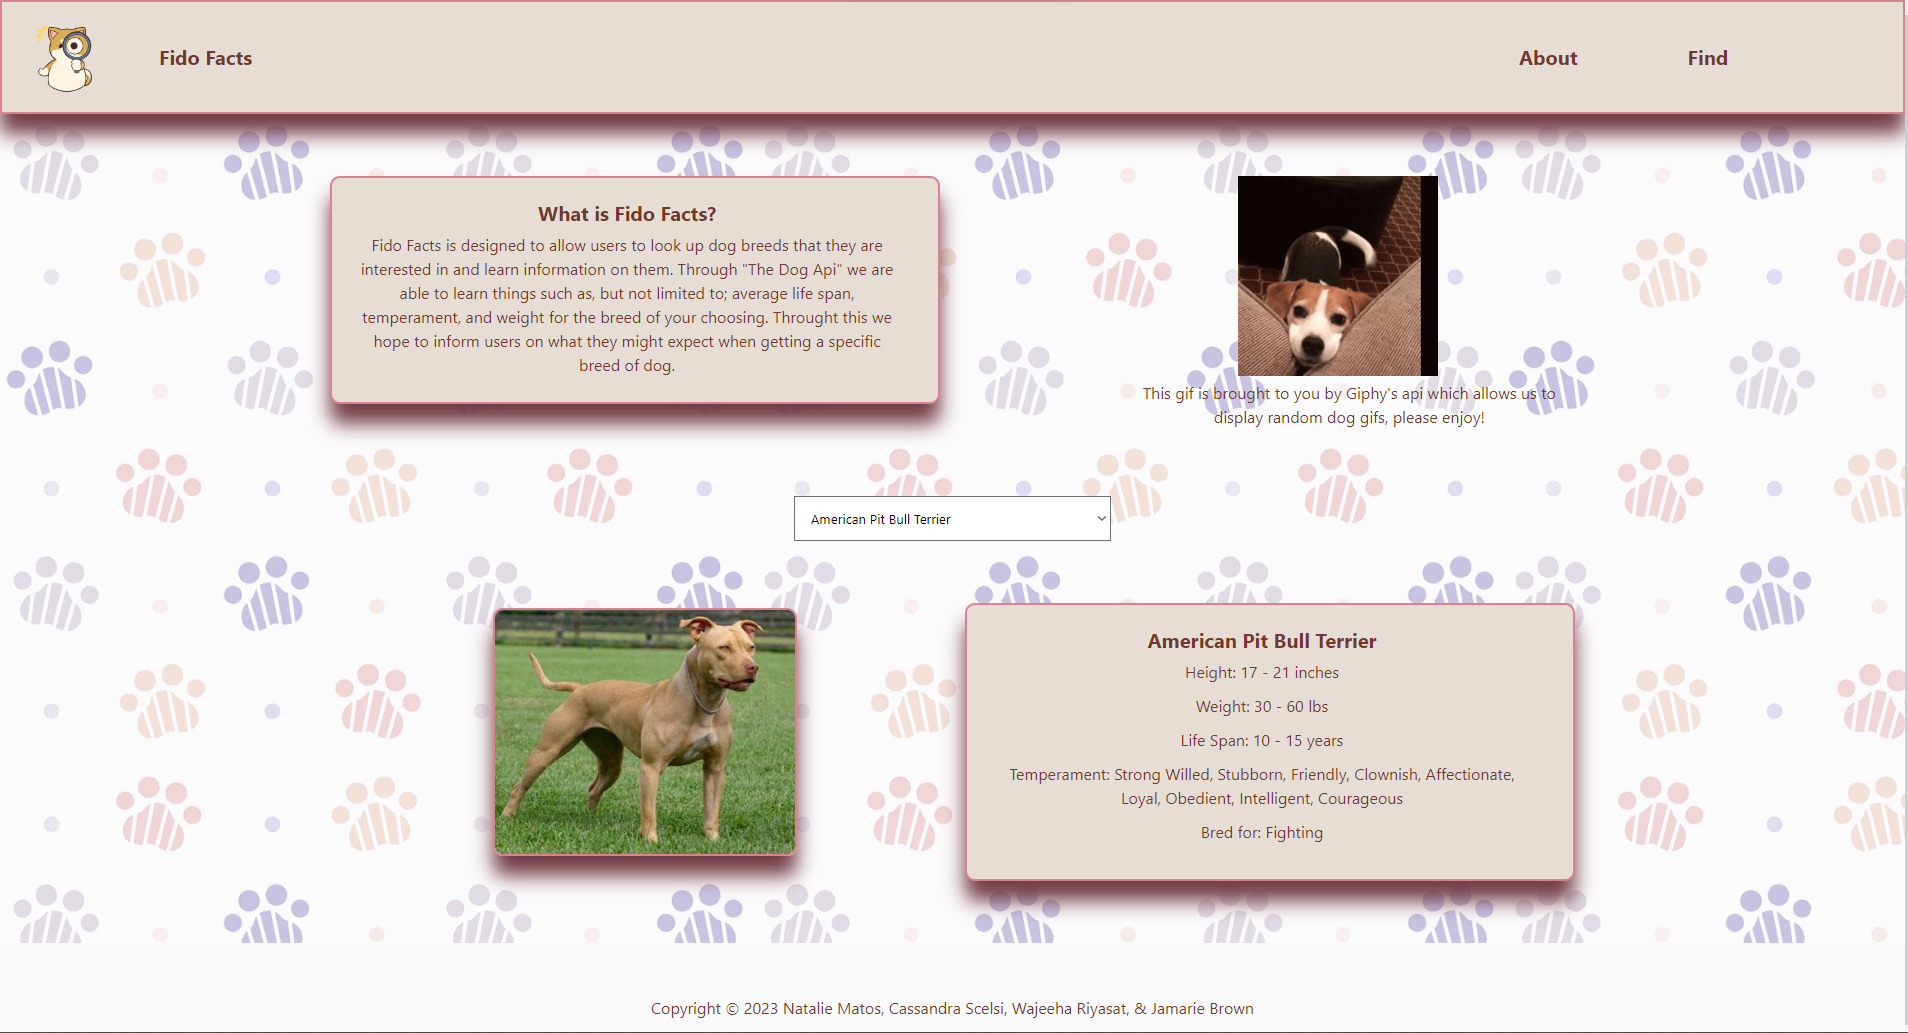 Fido Facts
About
Find
What is Fido Facts?
Fido Facts is designed to allow users to look up dog breeds that they are
interested in and learn information on them. Through "The Dog Api" we are
able to learn things such as, but not limited to; average life span,
temperament, and weight for the breed of your choosing. Throught this we
hope to inform users on what they might expect when getting a specific
breed of dog.
This gif is brought to you by Giphy's api which allows us to
display random dog gifs, please enjoy!
American Pit Bull Terrier
American Pit Bull Terrier
Height: 17 - 21 inches
Weight: 30 - 60 lbs
Life Span: 10 - 15 years
Temperament: Strong Willed, Stubborn, Friendly, Clownish, Affectionate,
Loyal, Obedient, Intelligent, Courageous
Bred for: Fighting
Copyright © 2023 Natalie Matos, Cassandra Scelsi, Wajeeha Riyasat, & Jamarie Brown